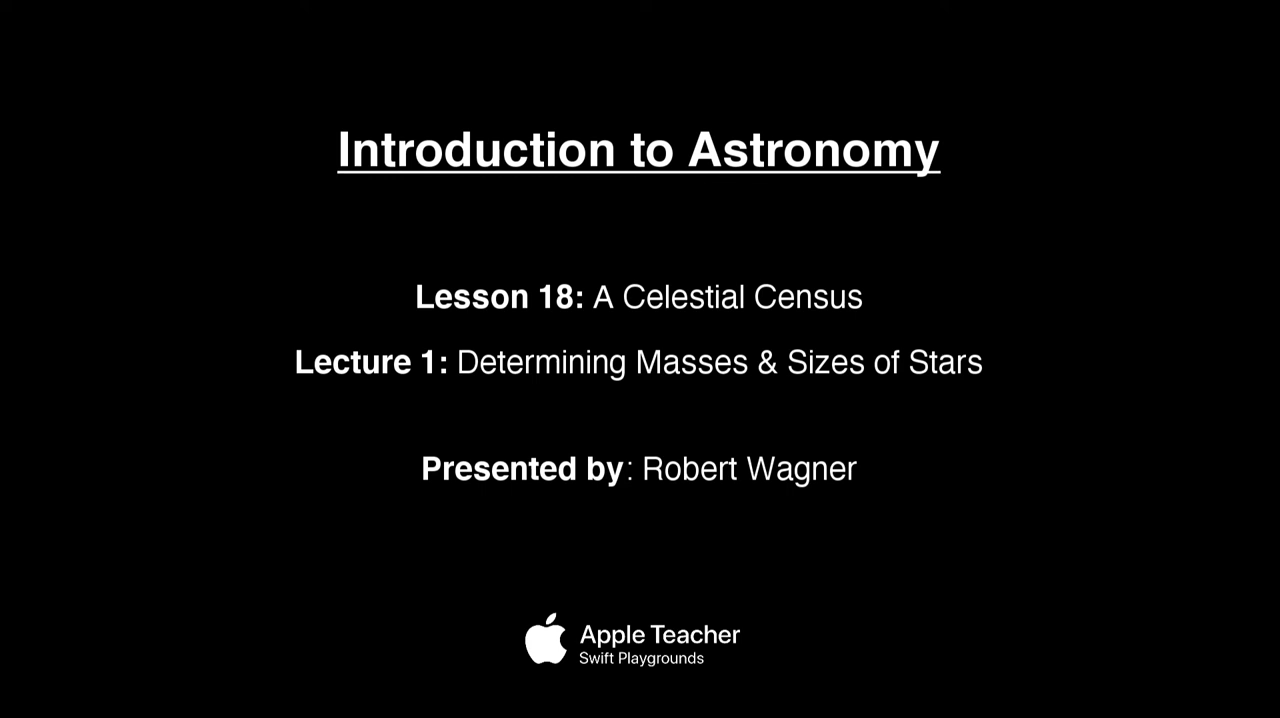 Introduction to Astronomy
Lesson 18: A Celestial Census
Lecture 1: Determining Masses & Sizes of Stars
Presented by: Robert Wagner
Apple Teacher
Swift Playgrounds